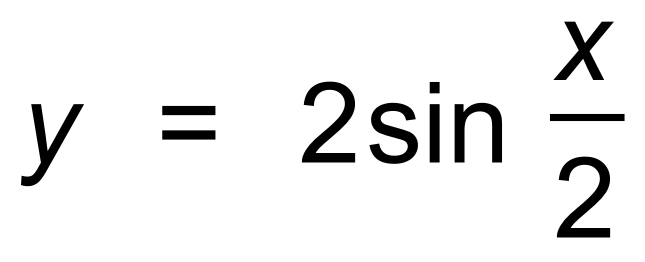 y = 2sin x/2